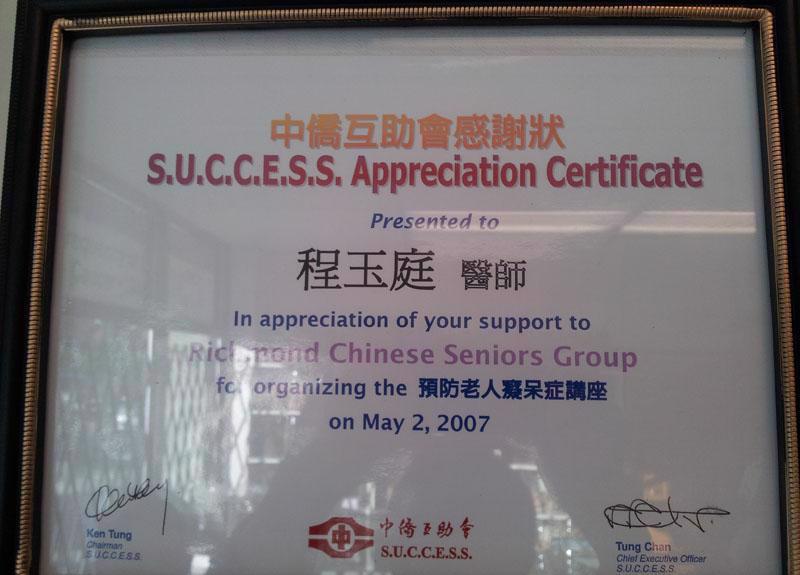 中僑互助會感謝狀
S.U.C.C.E.S.S. Appreciation Certificate
Presented to
程玉庭 醫師
In appreciation of your support to
Richmond Chinese Seniors Group
for organizing the 預防老人癡呆症講座
on May 2, 2007
Ken Tung
Chairman
S.U.C.C.E.S.S.
中僑互助會
S.U.C.C.E.S.S.
Tung Chan
Chief Executive Officer
S.U.C.C.E.S.S.